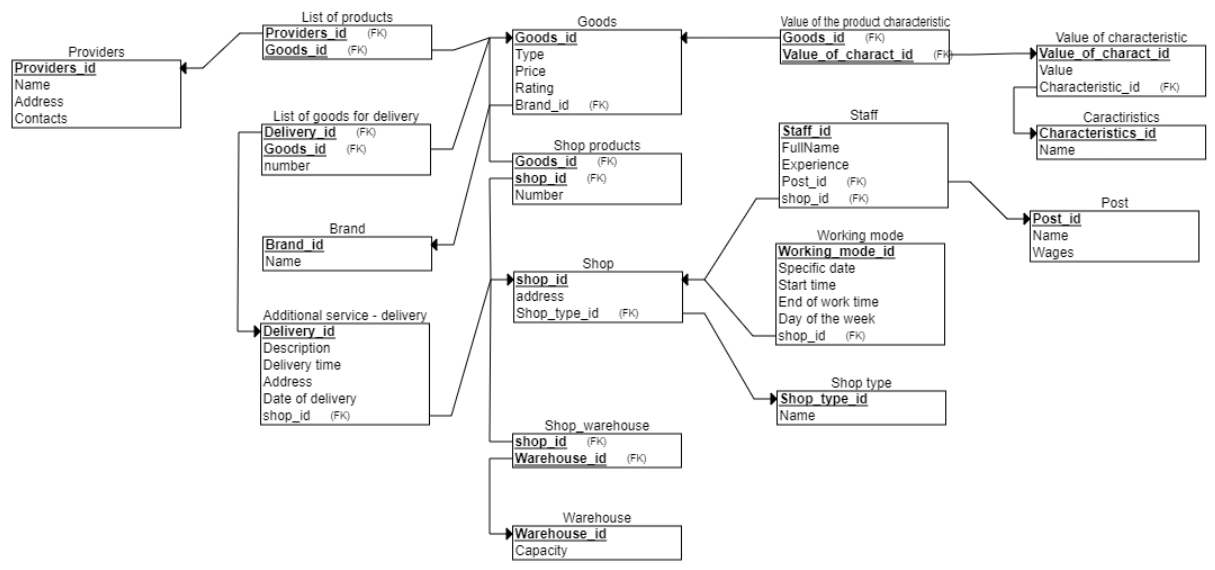 List of products
Providers_id (FK)
Goods_id (FK)
Goods
Goods_id
Type
Price
Rating
Brand_id (FK)
Value of the product characteristic
Goods_id (FK)
Value_of_charact_id (FK)
Value of characteristic
Value_of_charact_id
Value
Characteristic_id (FK)
Providers
Providers_id
Name
Address
Contacts
List of goods for delivery
Delivery_id (FK)
Goods_id (FK)
number
Shop products
Goods_id (FK)
shop_id (FK)
Number
Staff
Staff_id
FullName
Experience
Post_id (FK)
shop_id (FK)
Caractiristics
Characteristics_id
Name
Post
Post_id
Name
Wages
Brand
Brand_id
Name
Shop
shop_id
address
Shop_type_id (FK)
Working mode
Working_mode_id
Specific date
Start time
End of work time
Day of the week
shop_id (FK)
Additional service - delivery
Delivery_id
Description
Delivery time
Address
Date of delivery
shop_id (FK)
Shop type
Shop_type_id
Name
Shop_warehouse
shop_id (FK)
Warehouse_id (FK)
Warehouse
Warehouse_id
Capacity